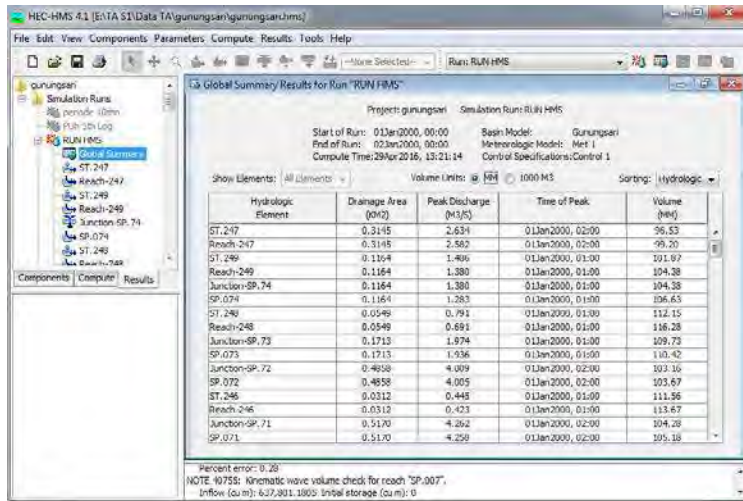 HEC-HMS 4.1 [E:\TA S1\Data TA\gunungsari\gunungsari.hms]
File Edit View Components Parameters Compute Results Tools Help
--None Selected-- Run: RUN HMS
gunungsari
Simulation Runs
RUN HMS
Global Summary
ST.247
Reach-247
ST.249
Reach-249
Junction-SP.74
SP.074
ST.248
Reach-248
Components Compute Results
Global Summary Results for Run "RUN HMS"
Project: gunungsari Simulation Run: RUN HMS
Start of Run: 01Jan2000, 00:00 Basin Model: Gunungsari
End of Run: 02Jan2000, 00:00 Meteorologic Model: Met 1
Compute Time:29Apr2016, 13:21:14 Control Specifications:Control 1
Show Elements: All Elements Volume Units: MM 1000 M3 Sorting: Hydrologic
Hydrologic Element Drainage Area (KM2) Peak Discharge (M3/S) Time of Peak Volume (MM)
ST.247 0.3145 2.634 01Jan2000, 02:00 96.53
Reach-247 0.3145 2.582 01Jan2000, 02:00 99.20
ST.249 0.1164 1.486 01Jan2000, 01:00 101.87
Reach-249 0.1164 1.380 01Jan2000, 01:00 104.38
Junction-SP.74 0.1164 1.380 01Jan2000, 01:00 104.38
SP.074 0.1164 1.283 01Jan2000, 01:00 106.63
ST.248 0.0549 0.791 01Jan2000, 01:00 112.15
Reach-248 0.0549 0.691 01Jan2000, 01:00 116.28
Junction-SP.73 0.1713 1.974 01Jan2000, 01:00 109.73
SP.073 0.1713 1.936 01Jan2000, 01:00 110.42
Junction-SP.72 0.4858 4.009 01Jan2000, 02:00 103.16
SP.072 0.4858 4.005 01Jan2000, 02:00 103.67
ST.246 0.0312 0.445 01Jan2000, 01:00 111.56
Reach-246 0.0312 0.423 01Jan2000, 01:00 113.67
Junction-SP.71 0.5170 4.262 01Jan2000, 02:00 104.28
SP.071 0.5170 4.258 01Jan2000, 02:00 105.18
Percent error: 0.28
NOTE 40755: Kinematic wave volume check for reach "SP.007".
Inflow (cu m): 637,801.1805 Initial storage (cu m): 0